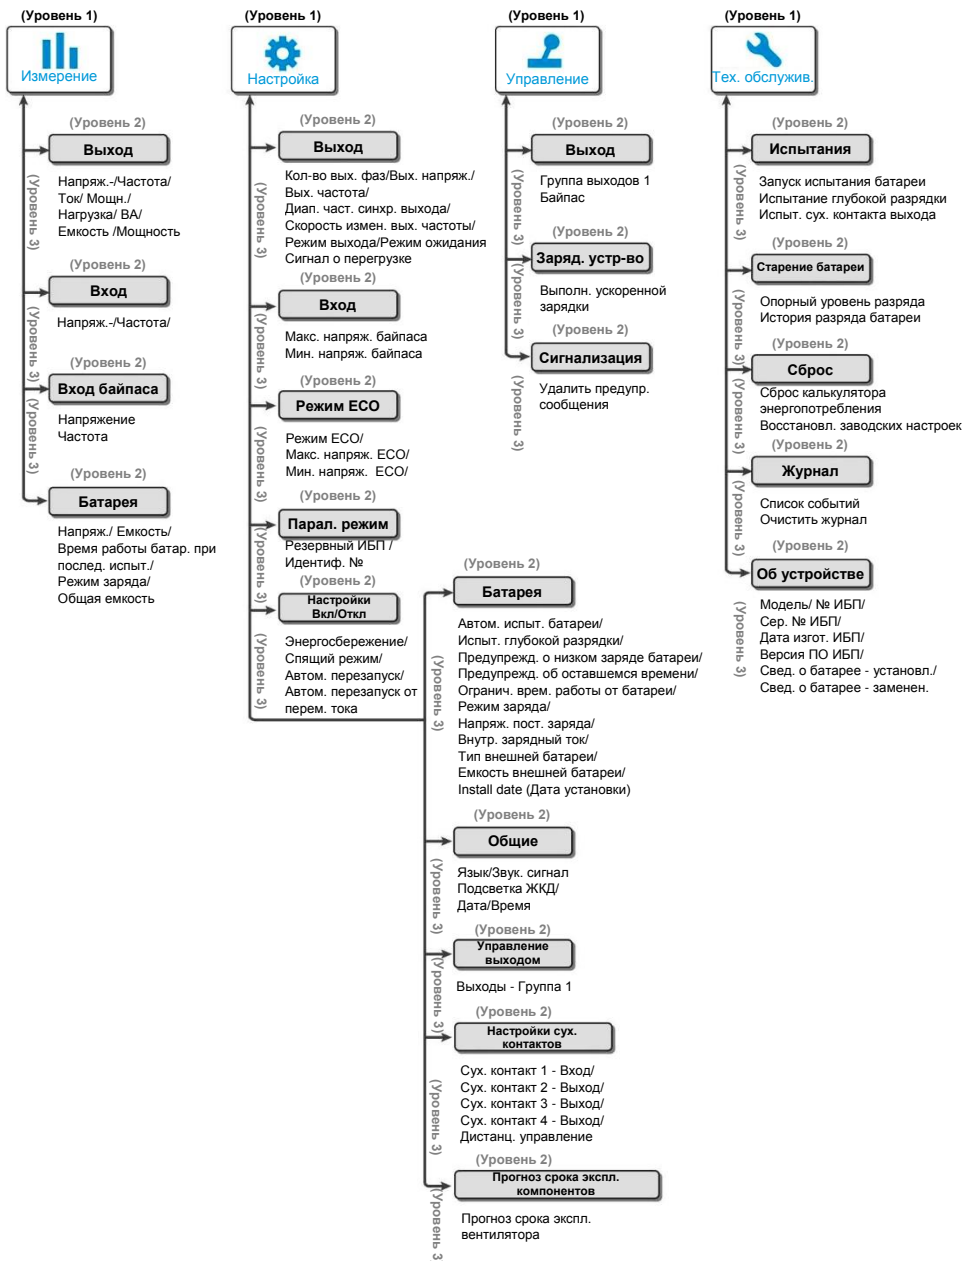 (Уровень 1)
Измерение
(Уровень 2)
Выход
(Уровень 3)
Напряж.-/Частота/
Ток/ Мощн./
Нагрузка/ ВА/
Емкость /Мощность
(Уровень 2)
Вход
(Уровень 3)
Напряж.-/Частота/
(Уровень 2)
Вход байпаса
(Уровень 3)
Напряжение
Частота
(Уровень 2)
Батарея
Напряж./ Емкость/
Время работы батар. при
послед. испыт./
Режим заряда/
Общая емкость
(Уровень 1)
Настройка
(Уровень 2)
Выход
(Уровень 3)
Кол-во вых. фаз/Вых. напряж./
Вых. частота/
Диап. част. синхр. выхода/
Скорость измен. вых. частоты/
Режим выхода/Режим ожидания
Сигнал о перегрузке
(Уровень 2)
Вход
(Уровень 3)
Макс. напряж. байпаса
Мин. напряж. байпаса
(Уровень 2)
Режим ECO
(Уровень 3)
Режим ECO/
Макс. напряж. ECO/
Мин. напряж. ECO/
(Уровень 2)
Парал. режим
(Уровень 3)
Резервный ИБП /
Идентиф. №
(Уровень 2)
Настройки
Вкл/Откл
(Уровень 3)
Энергосбережение/
Спящий режим/
Автом. перезапуск/
Автом. перезапуск от
перем. тока
(Уровень 2)
Батарея
(Уровень 3)
Автом. испыт. батареи/
Испыт. глубокой разрядки/
Предупрежд. о низком заряде батареи/
Предупрежд. об оставшемся времени/
Огранич. врем. работы от батареи/
Режим заряда/
Напряж. пост. заряда/
Внутр. зарядный ток/
Тип внешней батареи/
Емкость внешней батареи/
Install date (Дата установки)
(Уровень 2)
Общие
(Уровень 3)
Язык/Звук. сигнал
Подсветка ЖКД/
Дата/Время
(Уровень 2)
Управление
выходом
(Уровень 3)
Выходы - Группа 1
(Уровень 2)
Настройки сух.
контактов
(Уровень 3)
Сух. контакт 1 - Вход/
Сух. контакт 2 - Выход/
Сух. контакт 3 - Выход/
Сух. контакт 4 - Выход/
Дистанц. управление
(Уровень 2)
Прогноз срока экспл.
компонентов
(Уровень 3
Прогноз срока экспл.
вентилятора
(Уровень 1)
Управление
(Уровень 2)
Выход
(Уровень 3)
Группа выходов 1
Байпас
(Уровень 2)
Заряд. устр-во
(Уровень 3)
Выполн. ускоренной
зарядки
(Уровень 2)
Сигнализация
(Уровень 3)
Удалить предупр.
сообщения
(Уровень 1)
Тех. обслужив.
(Уровень 2)
Испытания
(Уровень 3)
Запуск испытания батареи
Испытание глубокой разрядки
Испыт. сух. контакта выхода
(Уровень 2)
Старение батареи
(Уровень 3)
Опорный уровень разряда
История разряда батареи
(Уровень 2)
Сброс
(Уровень 3)
Сброс калькулятора
энергопотребления
Восстановл. заводских настроек
(Уровень 2)
Журнал
(Уровень 3)
Список событий
Очистить журнал
(Уровень 2)
Об устройстве
(Уровень 3)
Модель/ № ИБП/
Сер. № ИБП/
Дата изгот. ИБП/
Версия ПО ИБП/
Свед. о батарее - установл./
Свед. о батарее - заменен.